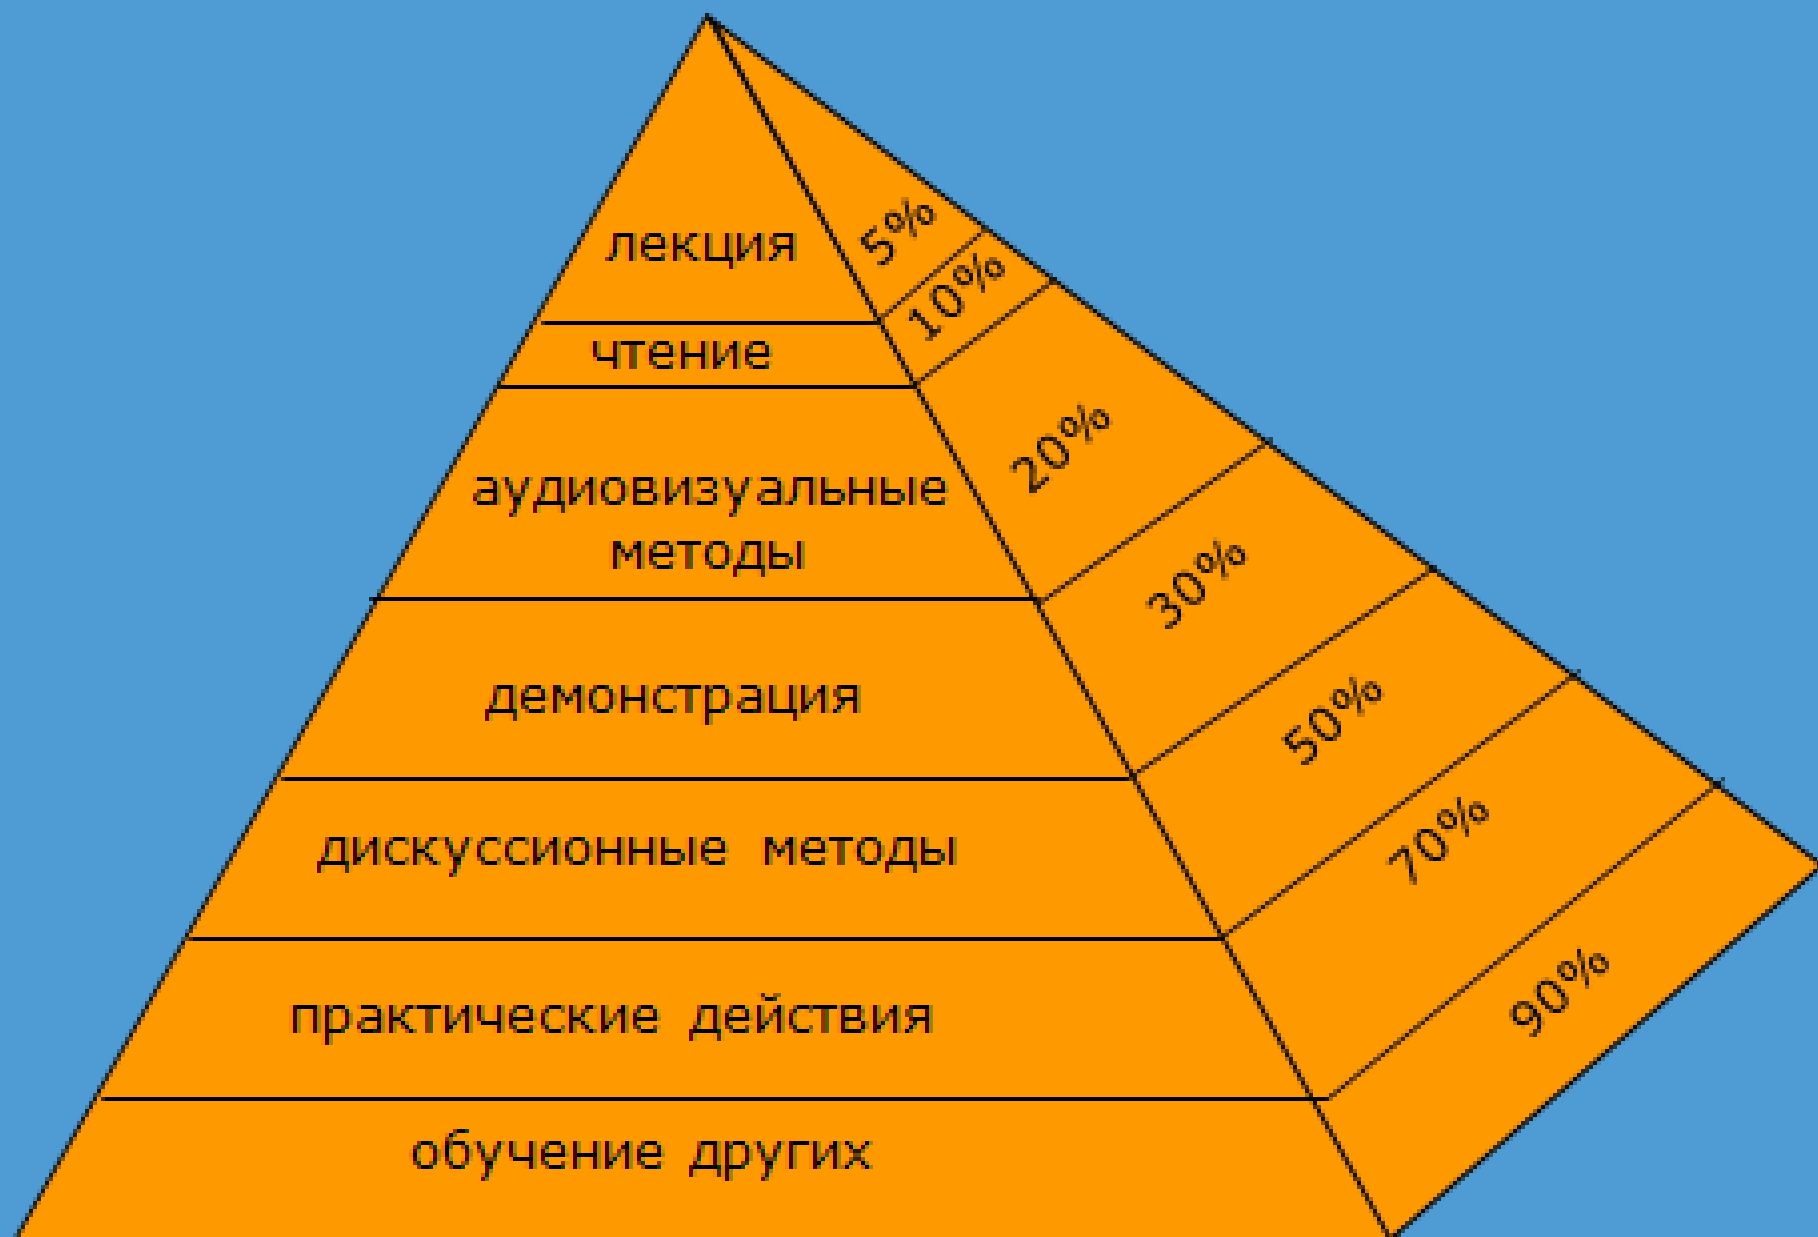 лекция
5%
чтение
10%
аудиовизуальные
методы
20%
демонстрация
30%
дискуссионные методы
50%
практические действия
70%
обучение других
90%